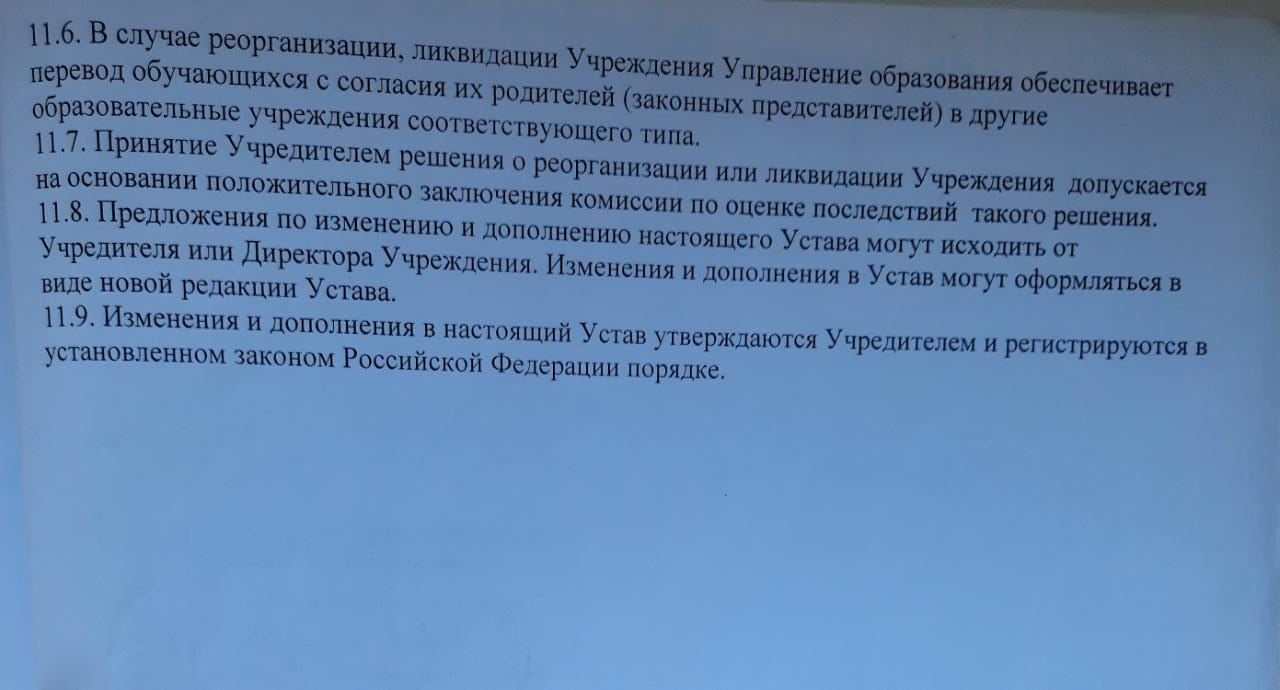 11.6. В случае реорганизации, ликвидации Учреждения Управление образования обеспечивает
перевод обучающихся с согласия их родителей (законных представителей) в другие
образовательные учреждения соответствующего типа.
11.7. Принятие Учредителем решения о реорганизации или ликвидации Учреждения допускается
на основании положительного заключения комиссии по оценке последствий такого решения.
11.8. Предложения по изменению и дополнению настоящего Устава могут исходить от
Учредителя или Директора Учреждения. Изменения и дополнения в Устав могут оформляться в
виде новой редакции Устава.
11.9. Изменения и дополнения в настоящий Устав утверждаются Учредителем и регистрируются в
установленном законом Российской Федерации порядке.